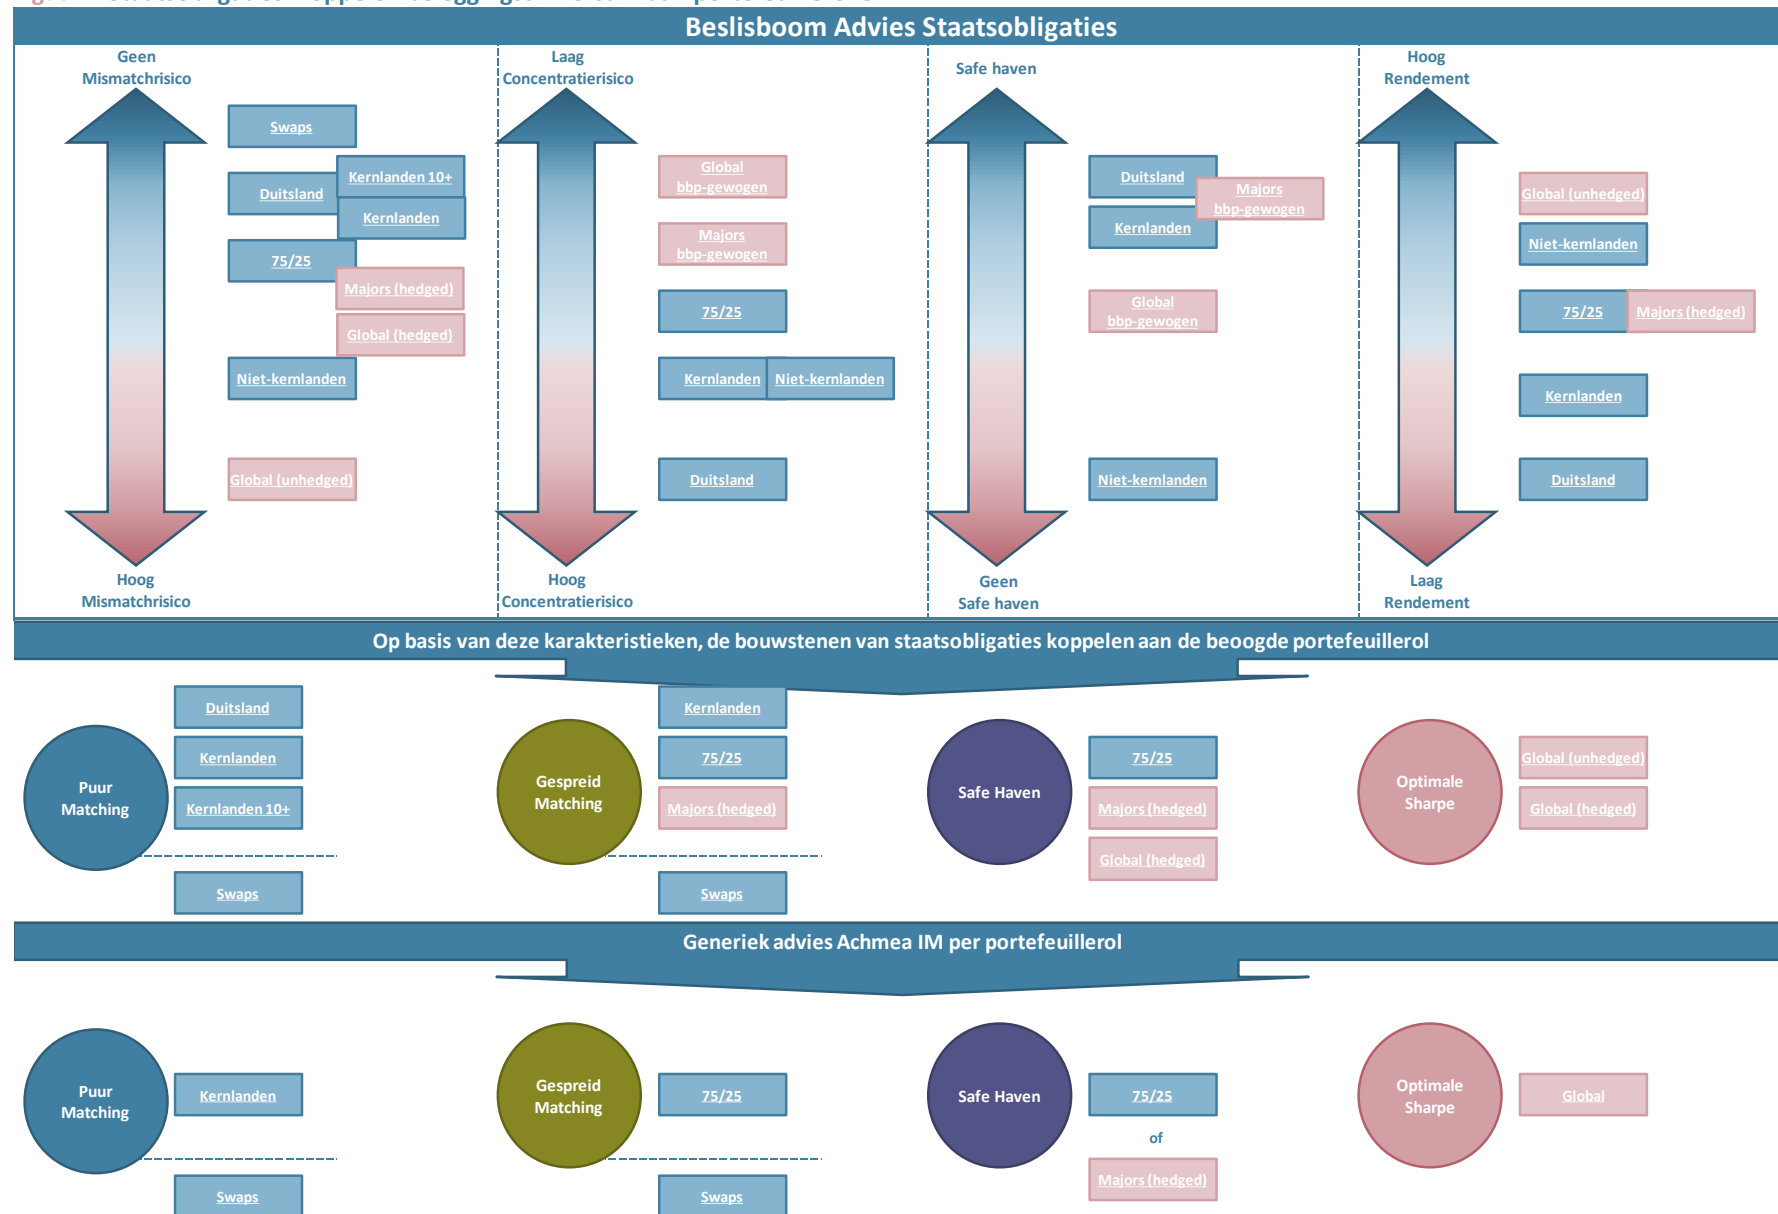 Beslisboom Advies Staatsobligaties
Geen
Mismatchrisico
Swaps
Kernlanden 10+
Duitsland
Kernlanden
75/25
Majors (hedged)
Global (hedged)
Niet-kernlanden
Global (unhedged)
Hoog
Mismatchrisico
Laag
Concentratierisico
Global
bbp-gewogen
Majors
bbp-gewogen
75/25
Kernlanden
Niet-kernlanden
Duitsland
Hoog
Concentratierisico
Safe haven
Duitsland
Majors
bbp-gewogen
Kernlanden
Global
bbp-gewogen
Niet-kernlanden
Geen
Safe haven
Hoog
Rendement
Global (unhedged)
Niet-kernlanden
75/25
Majors (hedged)
Kernlanden
Duitsland
Laag
Rendement
Op basis van deze karakteristieken, de bouwstenen van staatsobligaties koppelen aan de beoogde portefeuillerol
Puur
Matching
Duitsland
Kernlanden
Kernlanden 10+
Swaps
Gespreid
Matching
Kernlanden
75/25
Majors (hedged)
Swaps
Safe Haven
75/25
Majors (hedged)
Global (hedged)
Optimale
Sharpe
Global (unhedged)
Global (hedged)
Generiek advies Achmea IM per portefeuillerol
Puur
Matching
Kernlanden
Swaps
Gespreid
Matching
75/25
Swaps
Safe Haven
75/25
of
Majors (hedged)
Optimale
Sharpe
Global